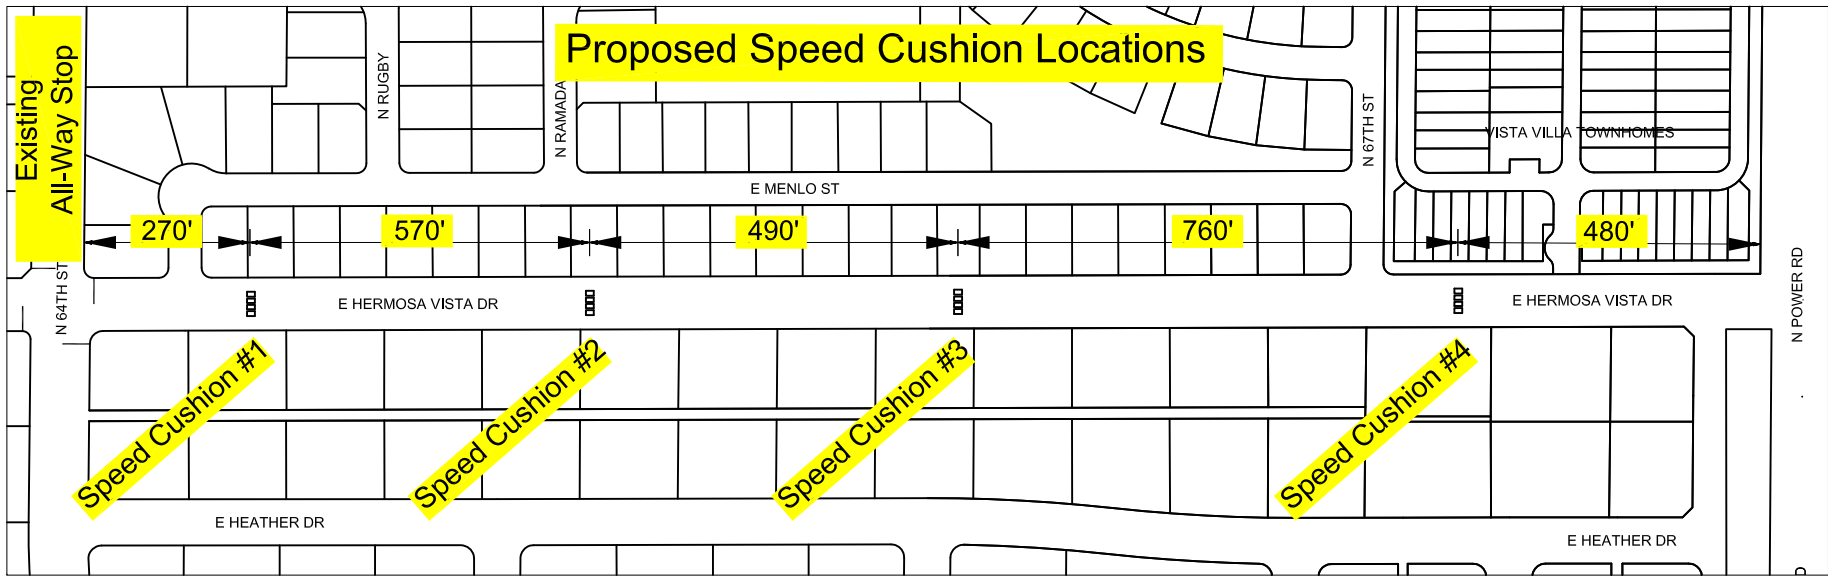 Proposed Speed Cushion Locations
Existing
All-Way Stop
N RUGBY
N RAMADA
N 67TH ST
VISTA VILLA TOWNHOMES
E MENLO ST
270'
570'
490'
760'
480'
N 64TH ST
E HERMOSA VISTA DR
E HERMOSA VISTA DR
N POWER RD
Speed Cushion #1
Speed Cushion #2
Speed Cushion #3
Speed Cushion #4
E HEATHER DR
E HEATHER DR